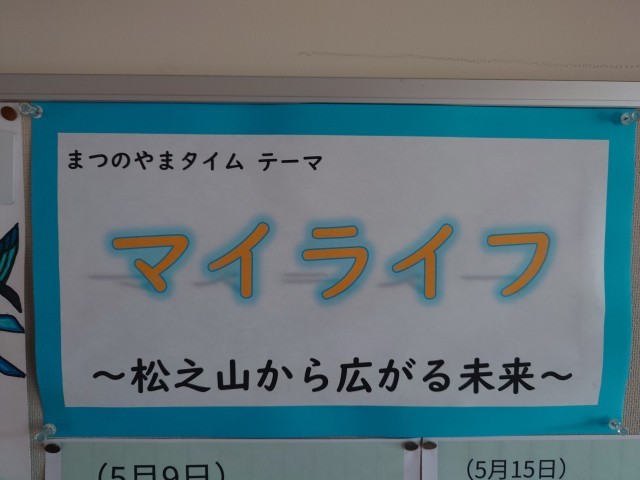 まつのやまタイム テーマ
マイライフ
～松之山から広がる未来～
（5月9日）
（5月15日）